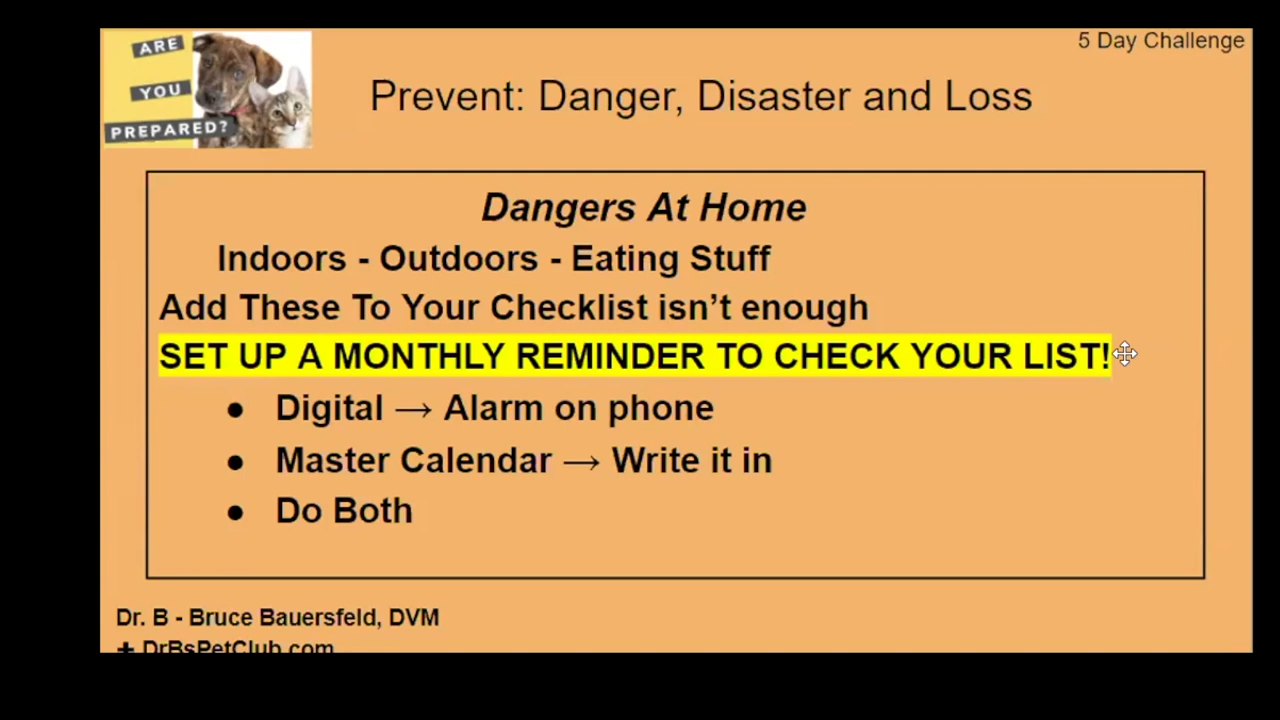 5 Day Challenge
ARE
YOU
PREPARED?
Prevent: Danger, Disaster and Loss
Dangers At Home
Indoors - Outdoors - Eating Stuff
Add These To Your Checklist isn’t enough
SET UP A MONTHLY REMINDER TO CHECK YOUR LIST!
● Digital → Alarm on phone
● Master Calendar → Write it in
● Do Both
Dr. B - Bruce Bauersfeld, DVM
+ DrBsPetClub.com